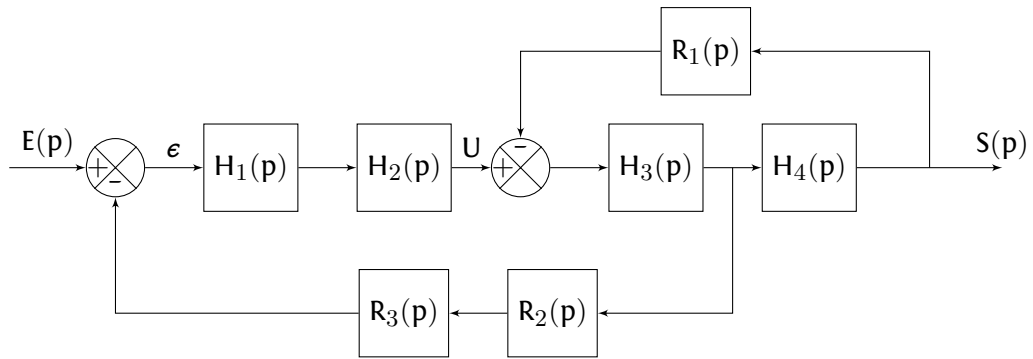 R₁(p)
E(p)
+
−
ϵ
H₁(p)
H₂(p)
U
+
−
H₃(p)
H₄(p)
S(p)
R₃(p)
R₂(p)